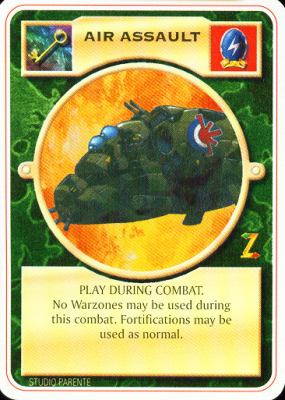 AIR ASSAULT
Z
PLAY DURING COMBAT.
No Warzones may be used during
this combat. Fortifications may be
used as normal.
STUDIO PARENTE